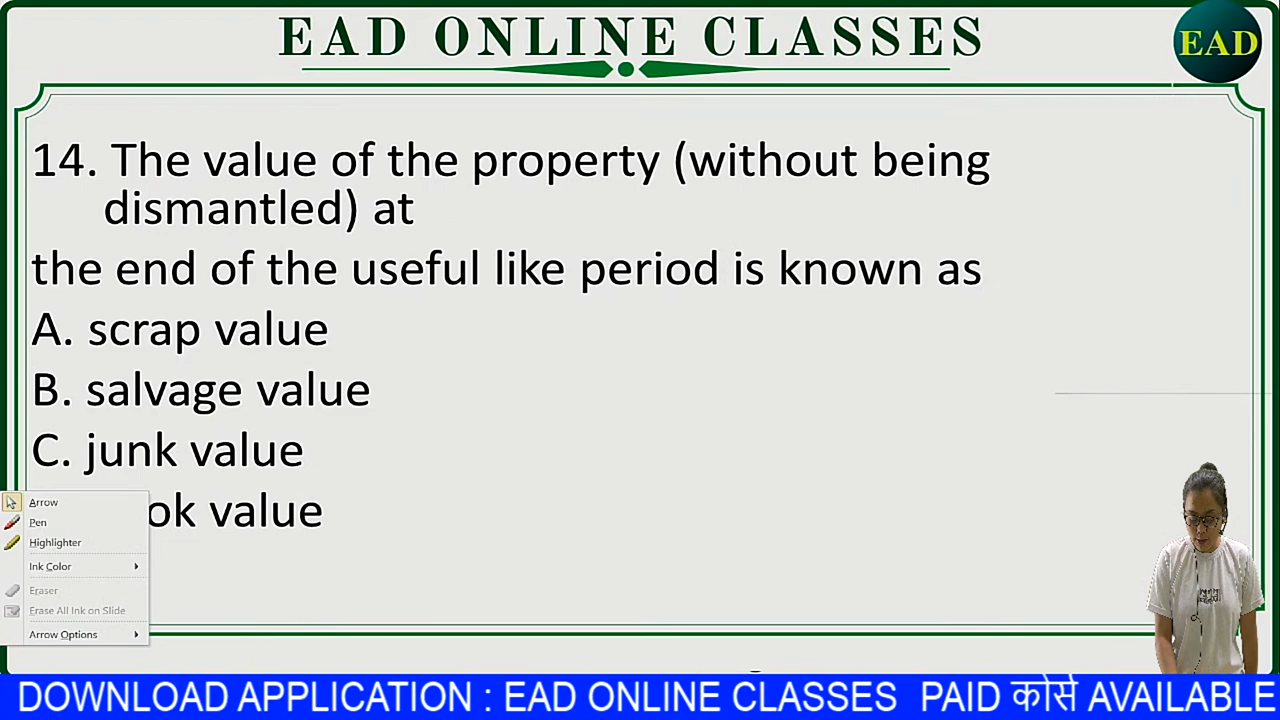 EAD ONLINE CLASSES
EAD
14. The value of the property (without being
dismantled) at
the end of the useful like period is known as
A. scrap value
B. salvage value
C. junk value
ok value
Arrow
Pen
Highlighter
Ink Color
Eraser
Erase All Ink on Slide
Arrow Options
DOWNLOAD APPLICATION : EAD ONLINE CLASSES PAID कोर्स AVAILABLE